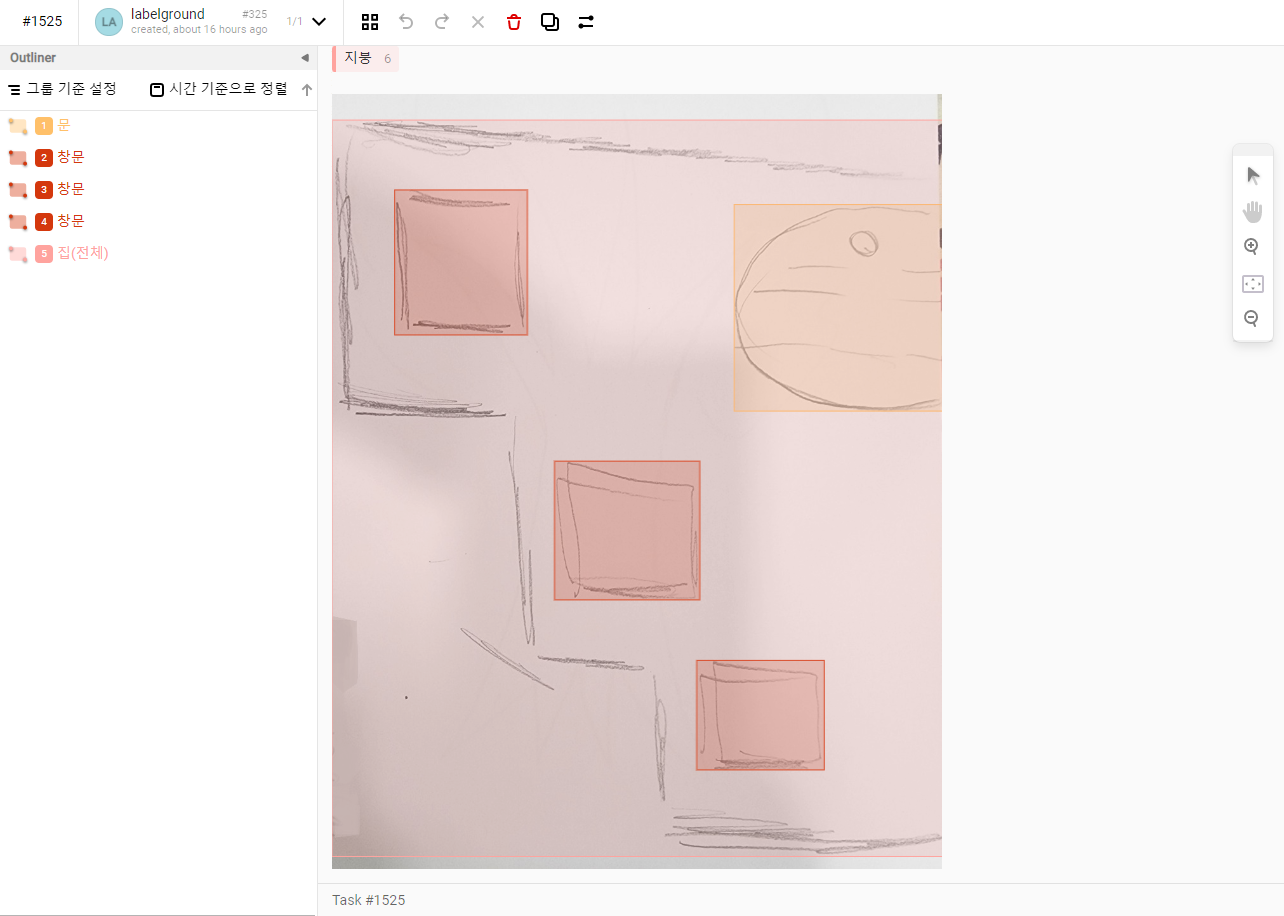 #1525
LA
labelground
#325
created, about 16 hours ago
1/1
Outliner
지붕 6
그룹 기준 설정
시간 기준으로 정렬
1 문
2 창문
3 창문
4 창문
5 집(전체)
Task #1525